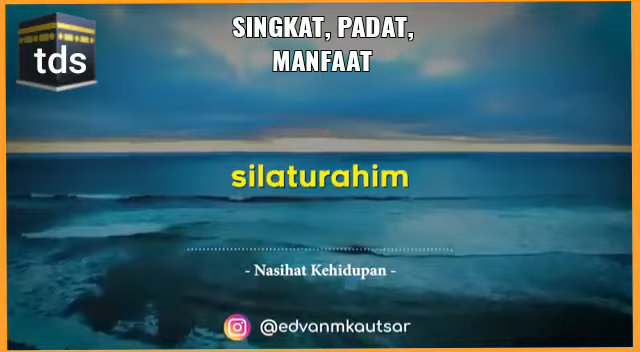 SINGKAT, PADAT,
MANFAAT
tds
silaturahim
- Nasihat Kehidupan -
@edvanmkautsar